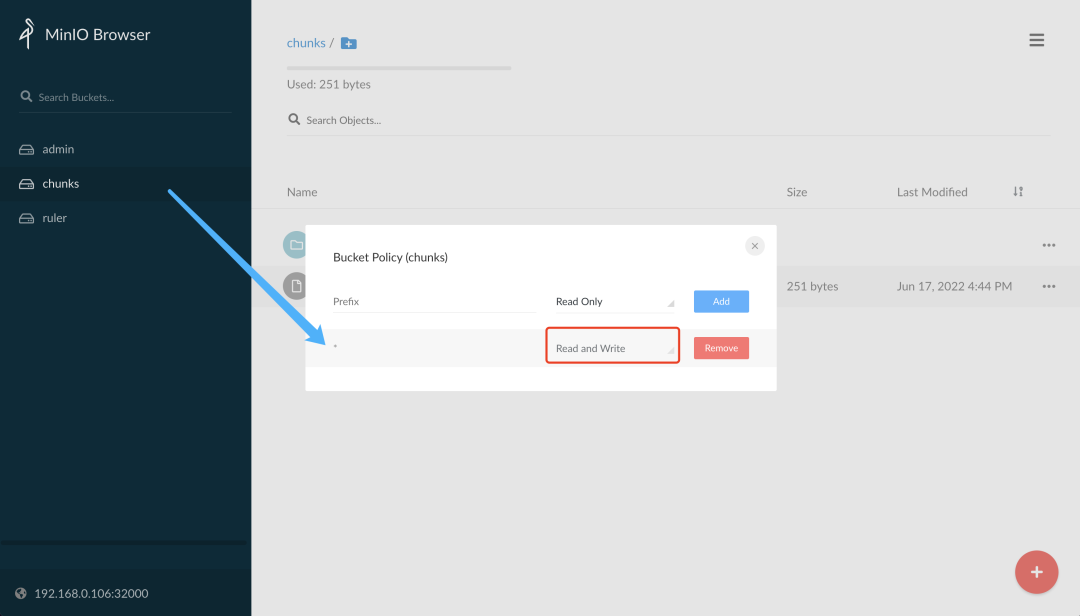 MinIO Browser
Search Buckets...
admin
chunks
ruler
192.168.0.106:32000
chunks /
Used: 251 bytes
Search Objects...
Name Size Last Modified
251 bytes Jun 17, 2022 4:44 PM
Bucket Policy (chunks)
×
Prefix Read Only Add
* Read and Write Remove